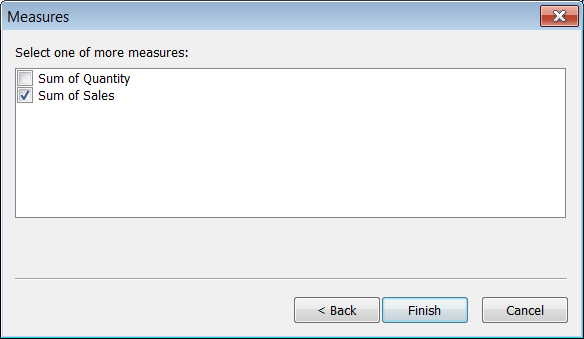 Measures
Select one of more measures:
Sum of Quantity
Sum of Sales
< Back Finish Cancel